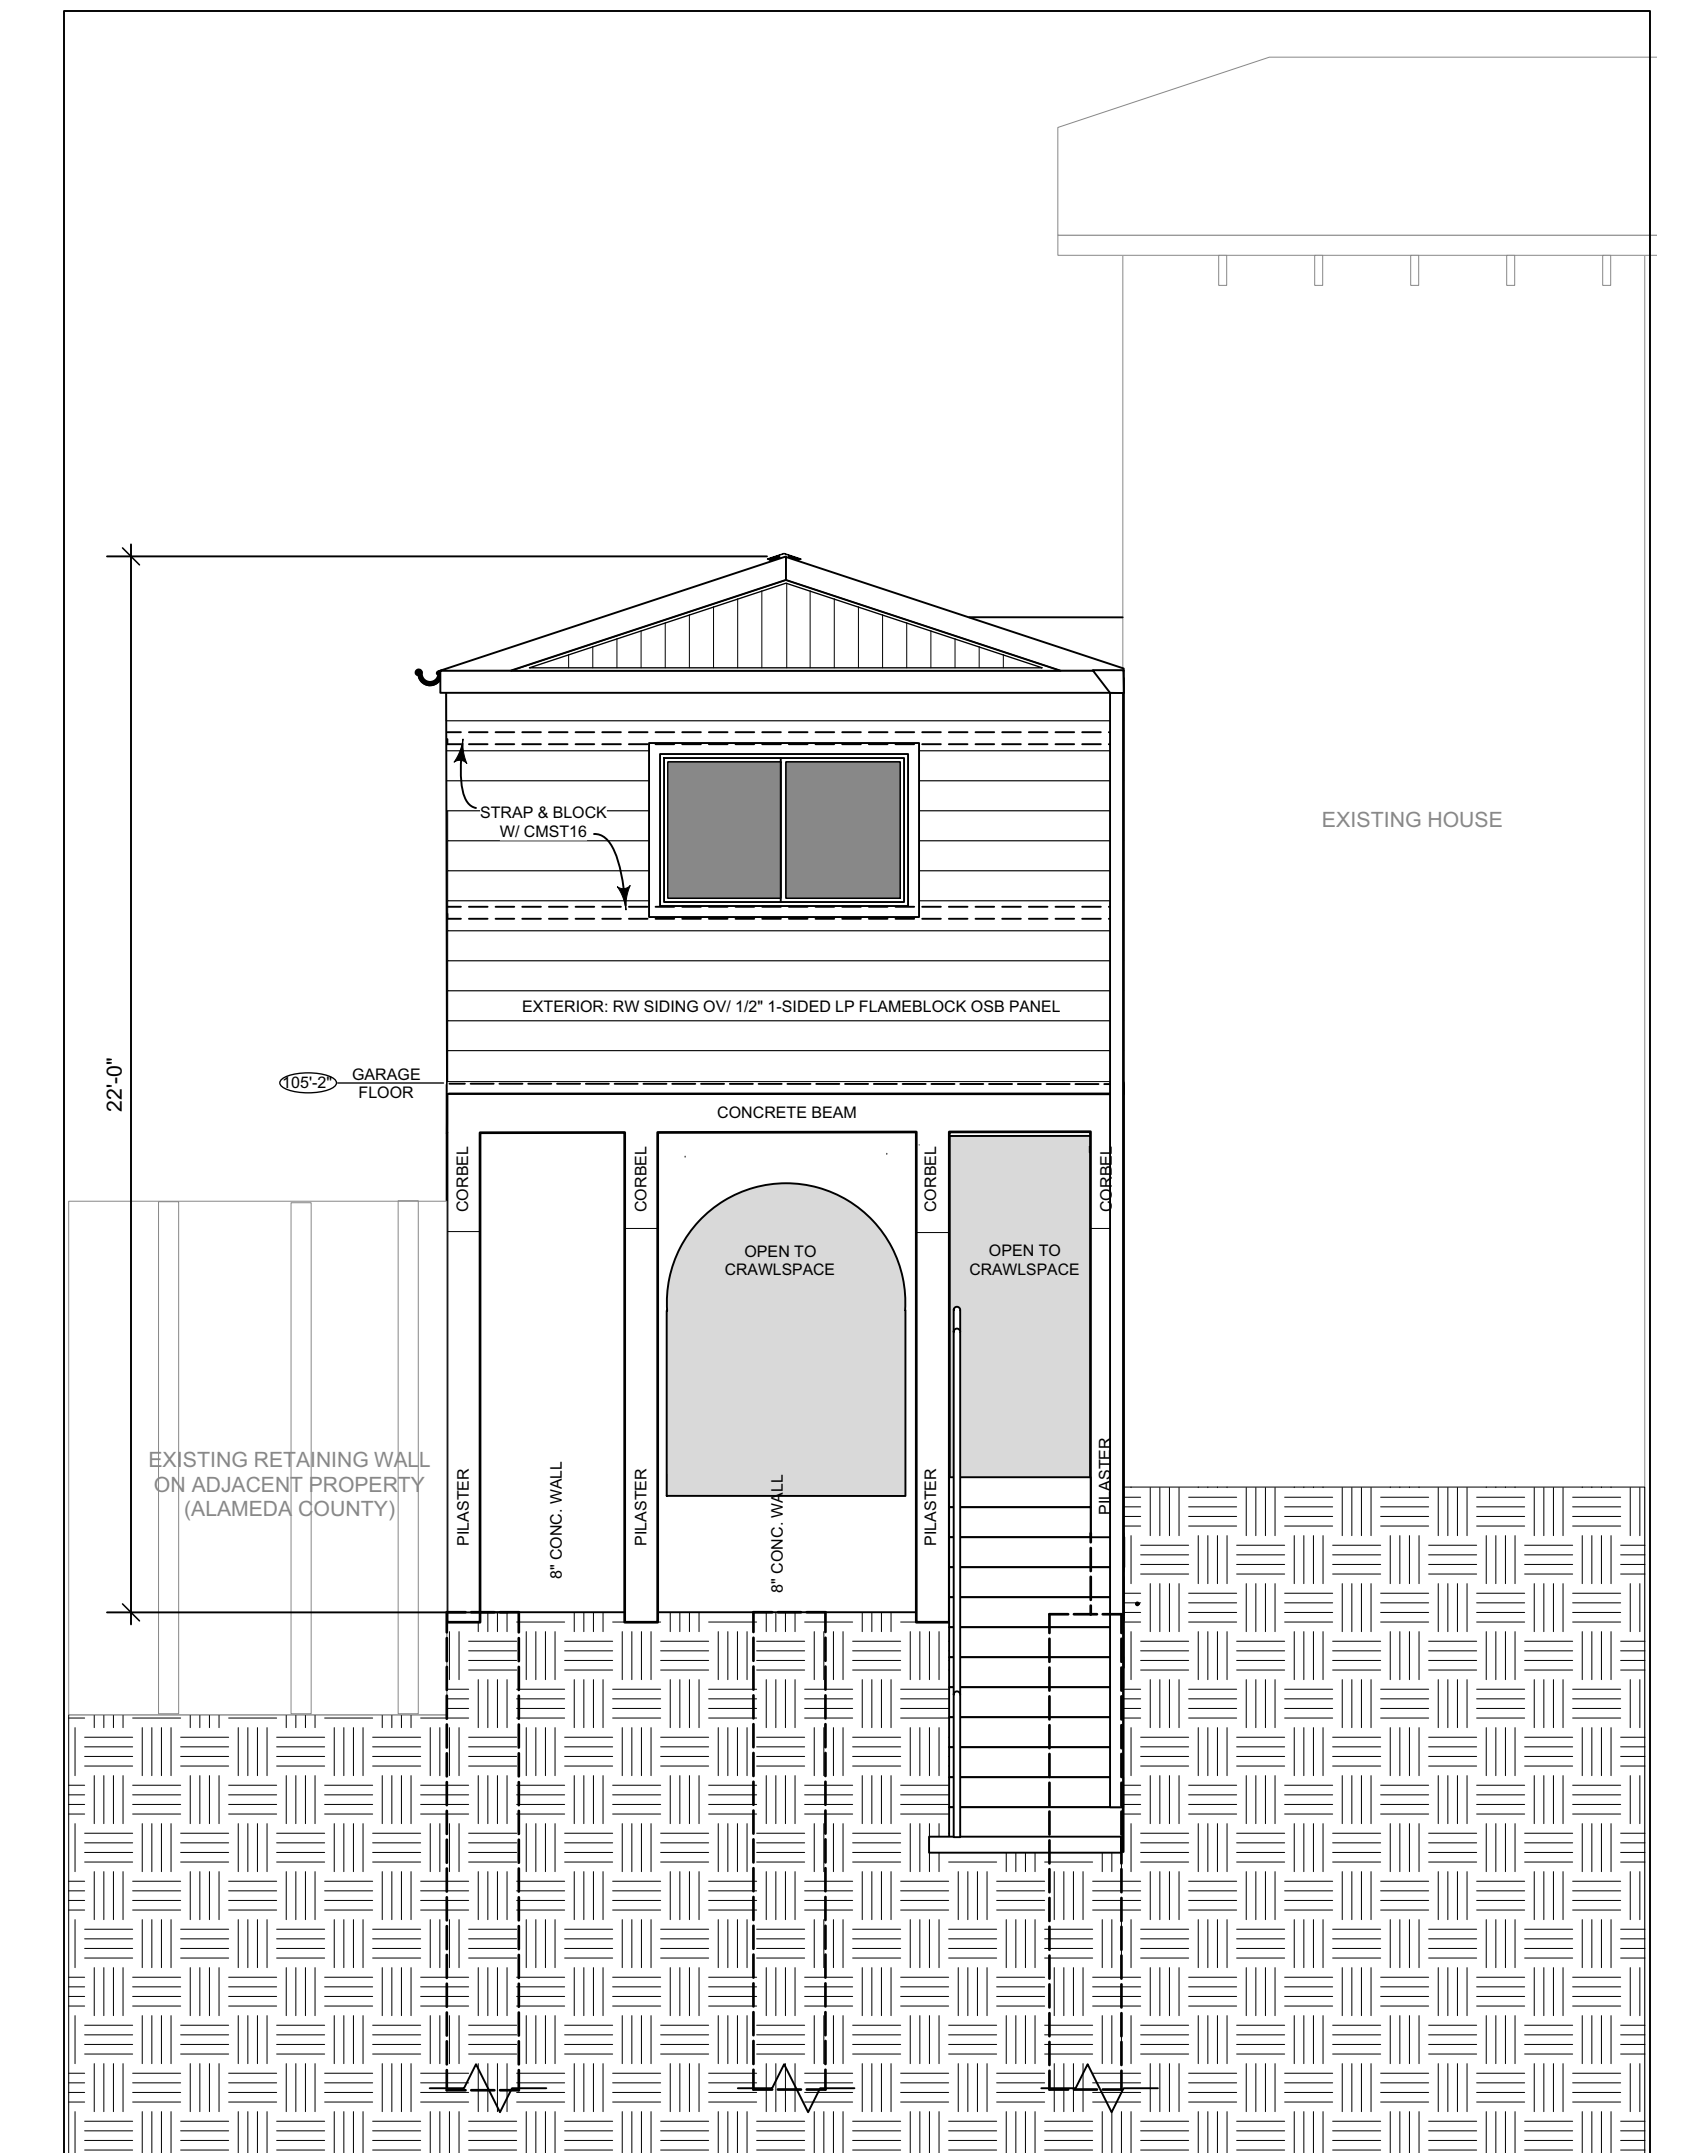 STRAP & BLOCK
W/ CMST16
EXISTING HOUSE
EXTERIOR: RW SIDING OV/ 1/2" 1-SIDED LP FLAMEBLOCK OSB PANEL
22'-0"
105'-2"
GARAGE
FLOOR
CONCRETE BEAM
CORBEL
CORBEL
CORBEL
CORBEL
OPEN TO
CRAWLSPACE
OPEN TO
CRAWLSPACE
EXISTING RETAINING WALL
ON ADJACENT PROPERTY
(ALAMEDA COUNTY)
PILASTER
8" CONC. WALL
PILASTER
8" CONC. WALL
PILASTER
PILASTER